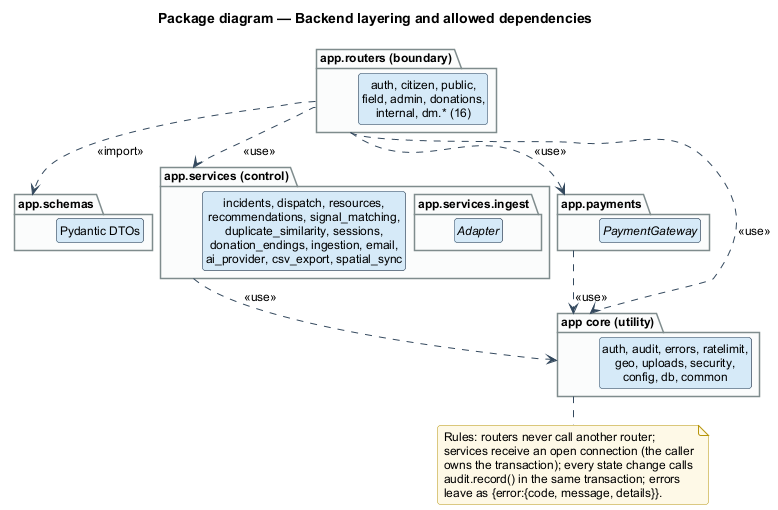 Package diagram — Backend layering and allowed dependencies
app.routers (boundary)
auth, citizen, public,
field, admin, donations,
internal, dm.* (16)
«import»
«use»
«use»
«use»
app.schemas
Pydantic DTOs
app.services (control)
incidents, dispatch, resources,
recommendations, signal_matching,
duplicate_similarity, sessions,
donation_endings, ingestion, email,
ai_provider, csv_export, spatial_sync
app.services.ingest
Adapter
app.payments
PaymentGateway
«use»
«use»
app core (utility)
auth, audit, errors, ratelimit,
geo, uploads, security,
config, db, common
Rules: routers never call another router;
services receive an open connection (the caller
owns the transaction); every state change calls
audit.record() in the same transaction; errors
leave as {error:{code, message, details}}.